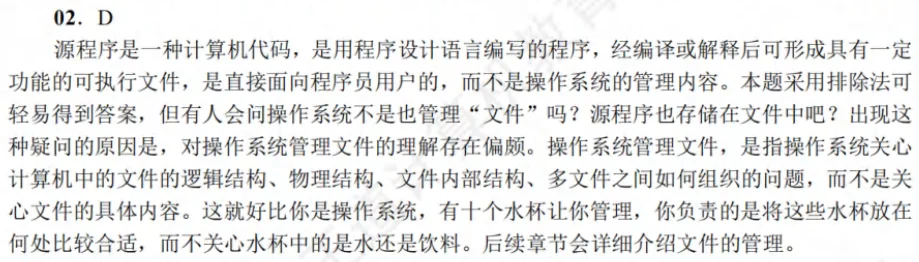 02．D
源程序是一种计算机代码，是用程序设计语言编写的程序，经编译或解释后可形成具有一定
功能的可执行文件，是直接面向程序员用户的，而不是操作系统的管理内容。本题采用排除法可
轻易得到答案，但有人会问操作系统不是也管理“文件”吗？源程序也存储在文件中吧？出现这
种疑问的原因是，对操作系统管理文件的理解存在偏颇。操作系统管理文件，是指操作系统关心
计算机中的文件的逻辑结构、物理结构、文件内部结构、多文件之间如何组织的问题，而不是关
心文件的具体内容。这就好比你是操作系统，有十个水杯让你管理，你负责的是将这些水杯放在
何处比较合适，而不关心水杯中的是水还是饮料。后续章节会详细介绍文件的管理。